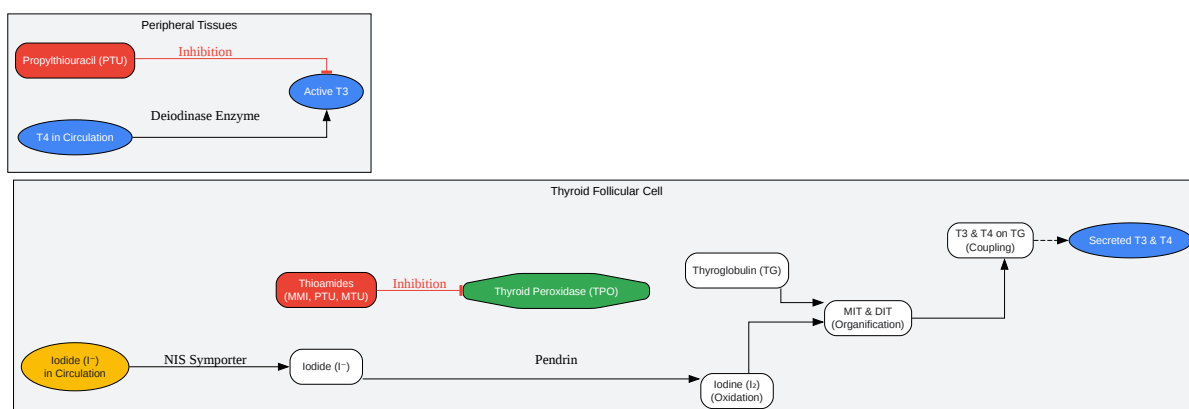 Peripheral Tissues
Propylthiouracil (PTU)
Inhibition
Active T3
Deiodinase Enzyme
T4 in Circulation
Thyroid Follicular Cell
T3 & T4 on TG
(Coupling)
Secreted T3 & T4
Thyroglobulin (TG)
Thioamides
(MMI, PTU, MTU)
Inhibition
Thyroid Peroxidase (TPO)
MIT & DIT
(Organification)
Iodide (I⁻)
in Circulation
NIS Symporter
Iodide (I⁻)
Pendrin
Iodine (I₂)
(Oxidation)